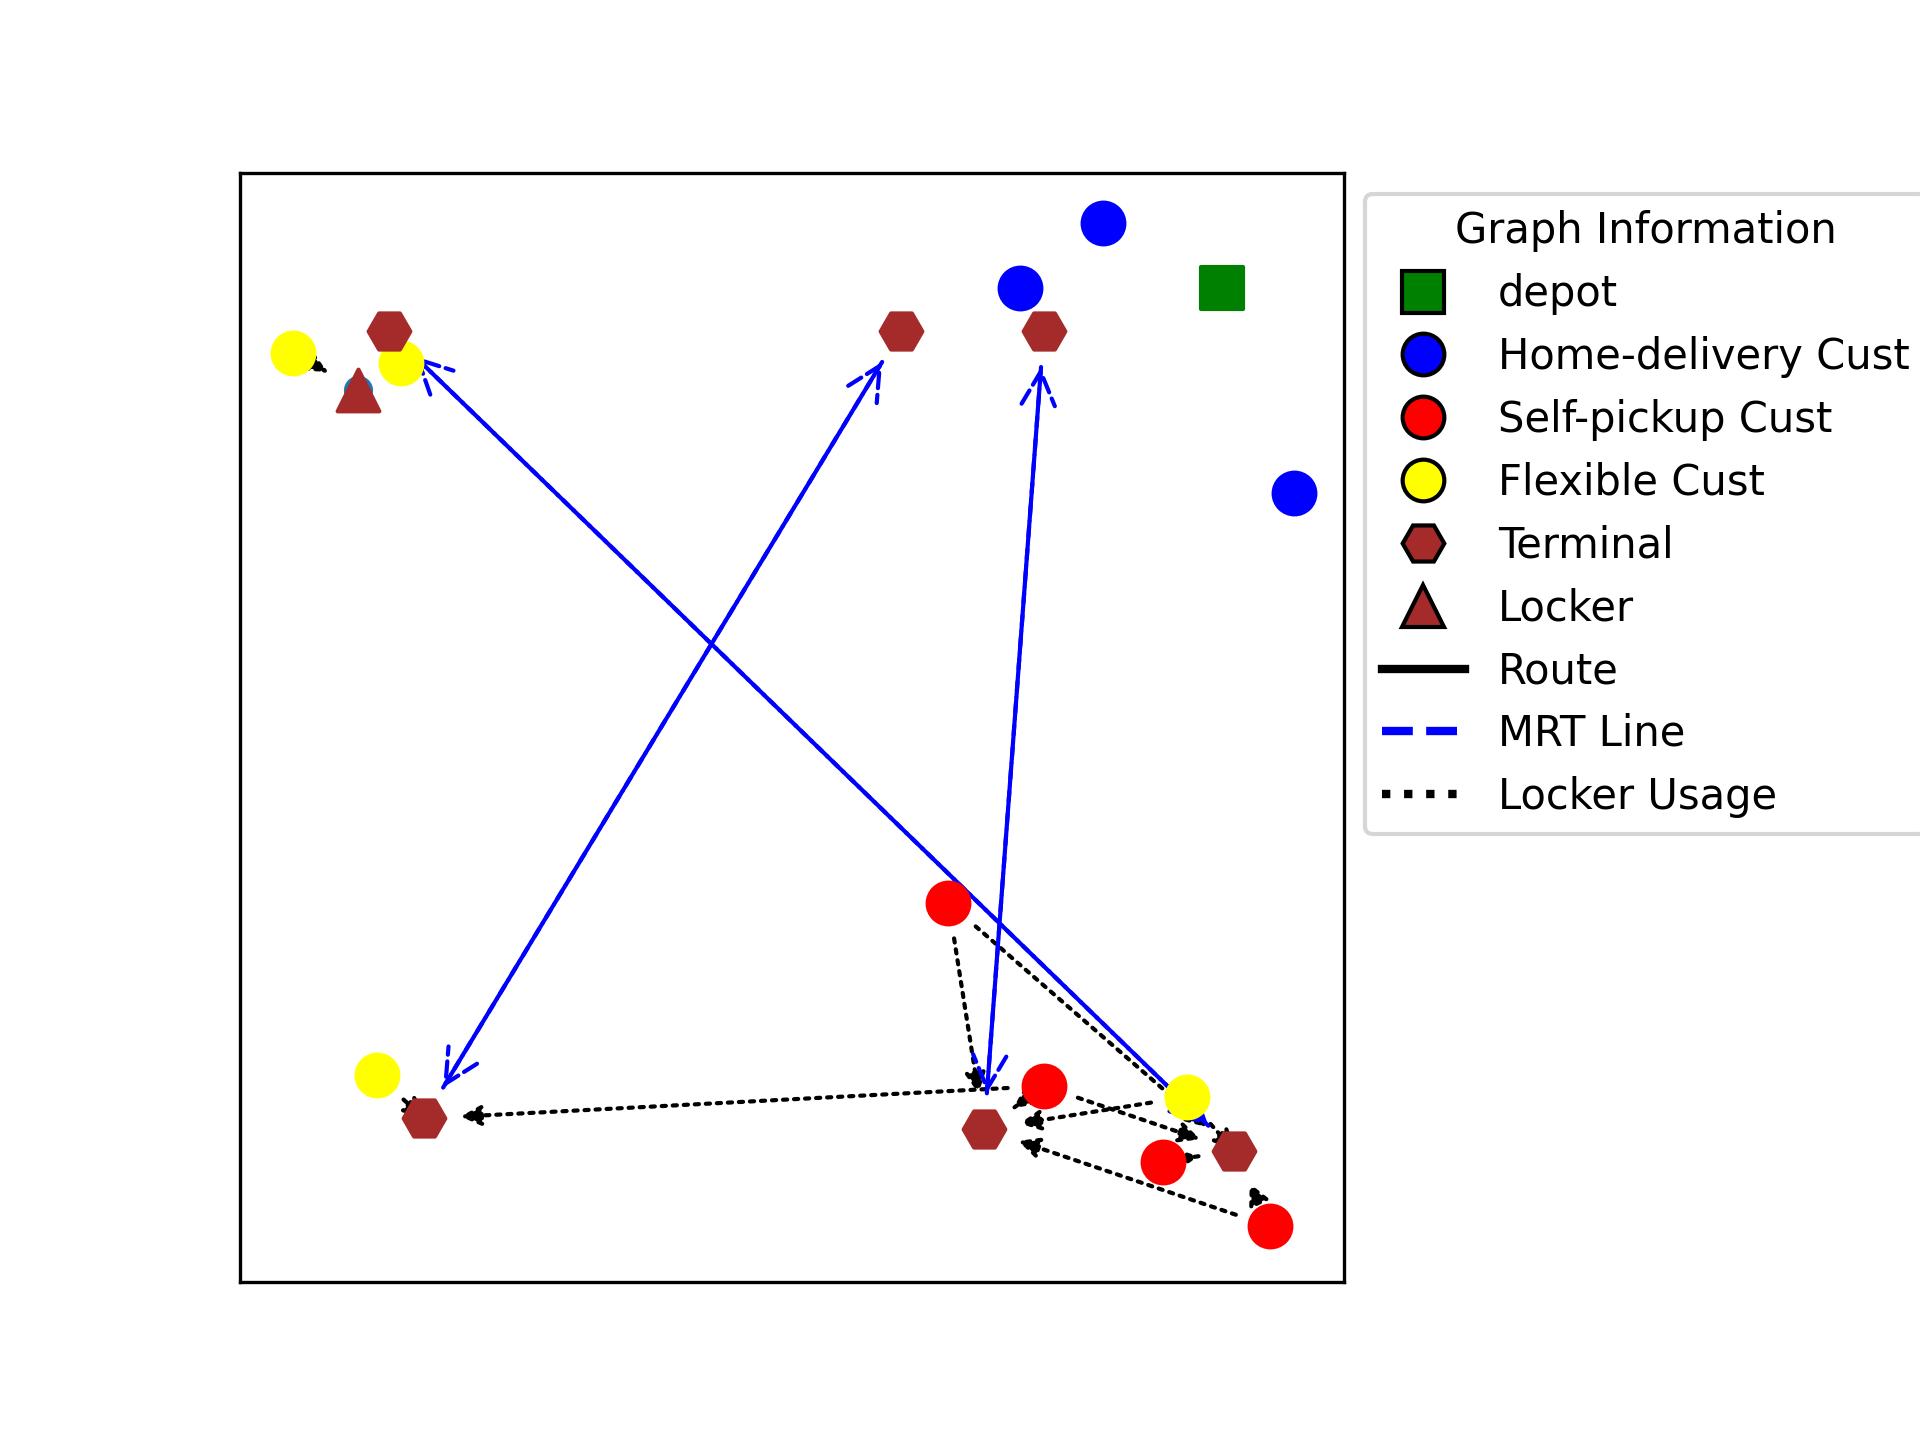 Graph Information
depot
Home-delivery Cust
Self-pickup Cust
Flexible Cust
Terminal
Locker
Route
MRT Line
Locker Usage